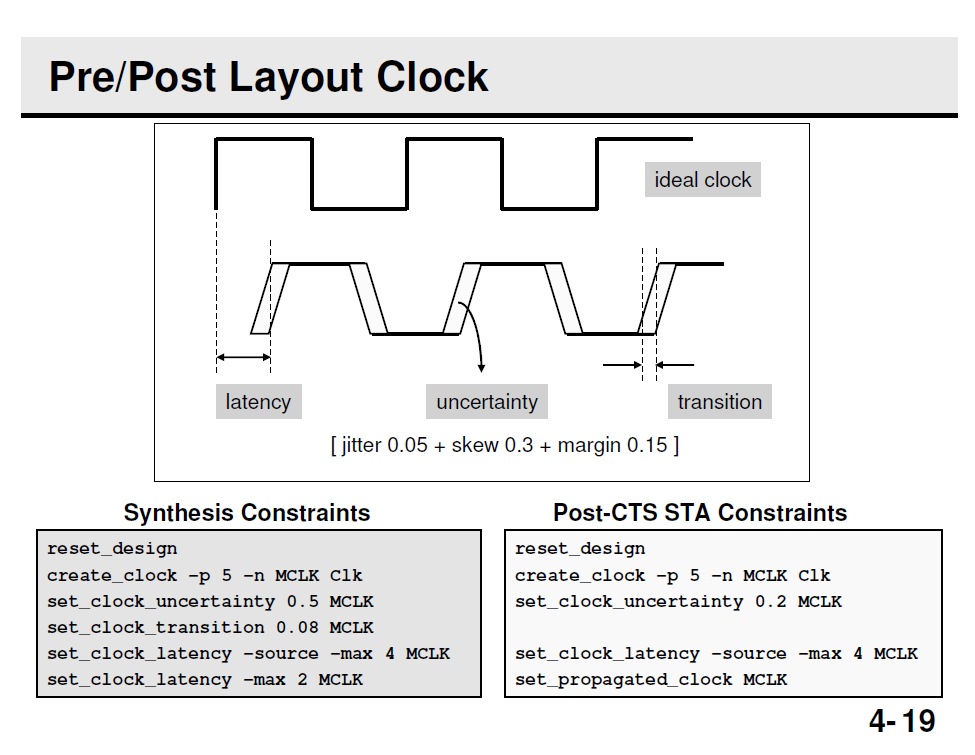 Pre/Post Layout Clock
ideal clock
latency
uncertainty
transition
[ jitter 0.05 + skew 0.3 + margin 0.15 ]
Synthesis Constraints
reset_design
create_clock –p 5 –n MCLK Clk
set_clock_uncertainty 0.5 MCLK
set_clock_transition 0.08 MCLK
set_clock_latency –source –max 4 MCLK
set_clock_latency –max 2 MCLK
Post-CTS STA Constraints
reset_design
create_clock –p 5 –n MCLK Clk
set_clock_uncertainty 0.2 MCLK
set_clock_latency –source –max 4 MCLK
set_propagated_clock MCLK
4- 19